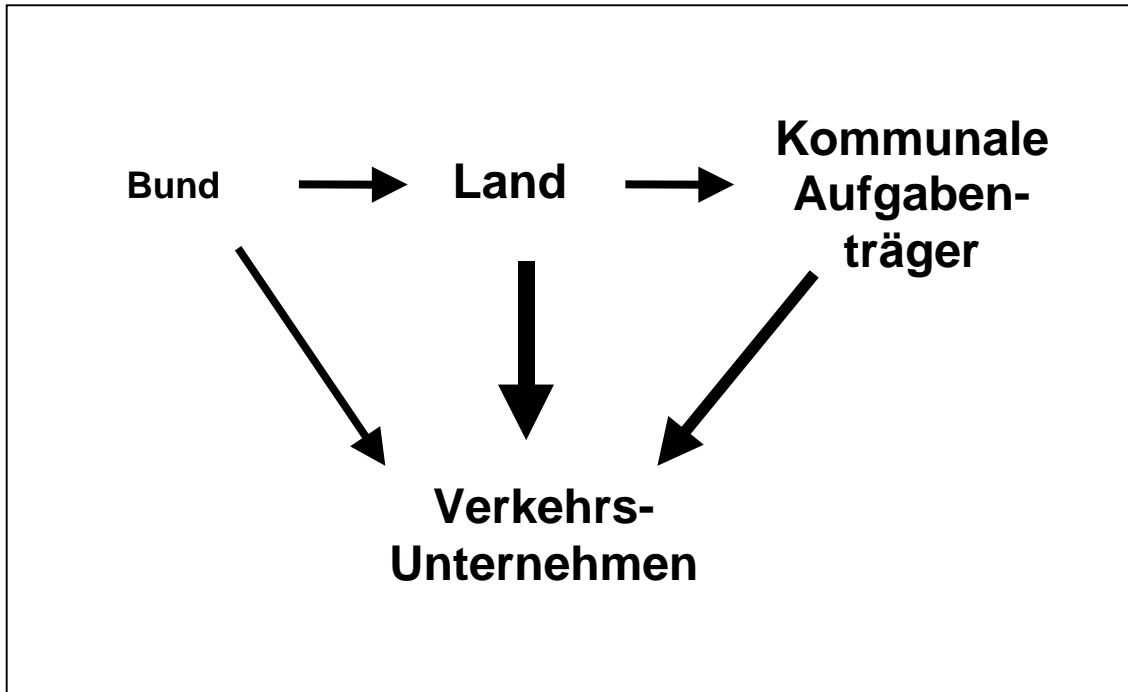 Bund
Land
Kommunale
Aufgaben-
träger
Verkehrs-
Unternehmen